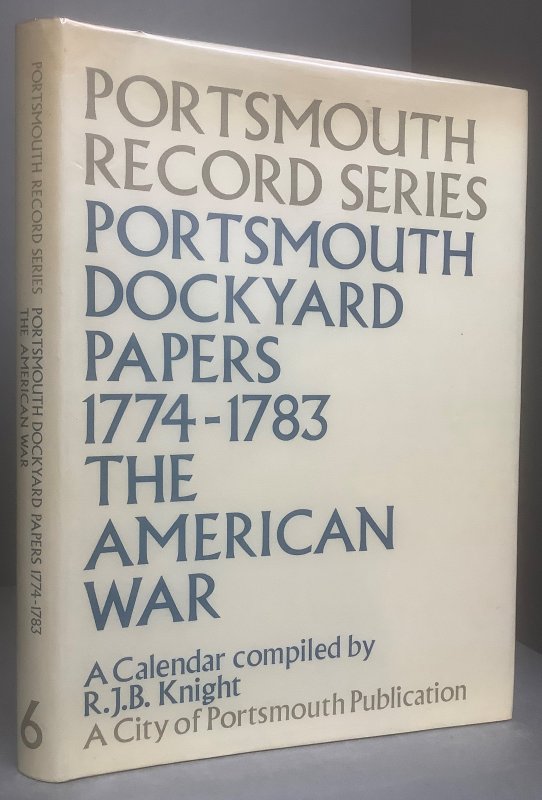 PORTSMOUTH
RECORD SERIES
PORTSMOUTH
DOCKYARD
PAPERS
1774-1783
THE
AMERICAN
WAR
A Calendar compiled by
R.J.B. Knight
A City of Portsmouth Publication
PORTSMOUTH RECORD SERIES PORTSMOUTH DOCKYARD PAPERS 1774-1783
THE AMERICAN WAR
6